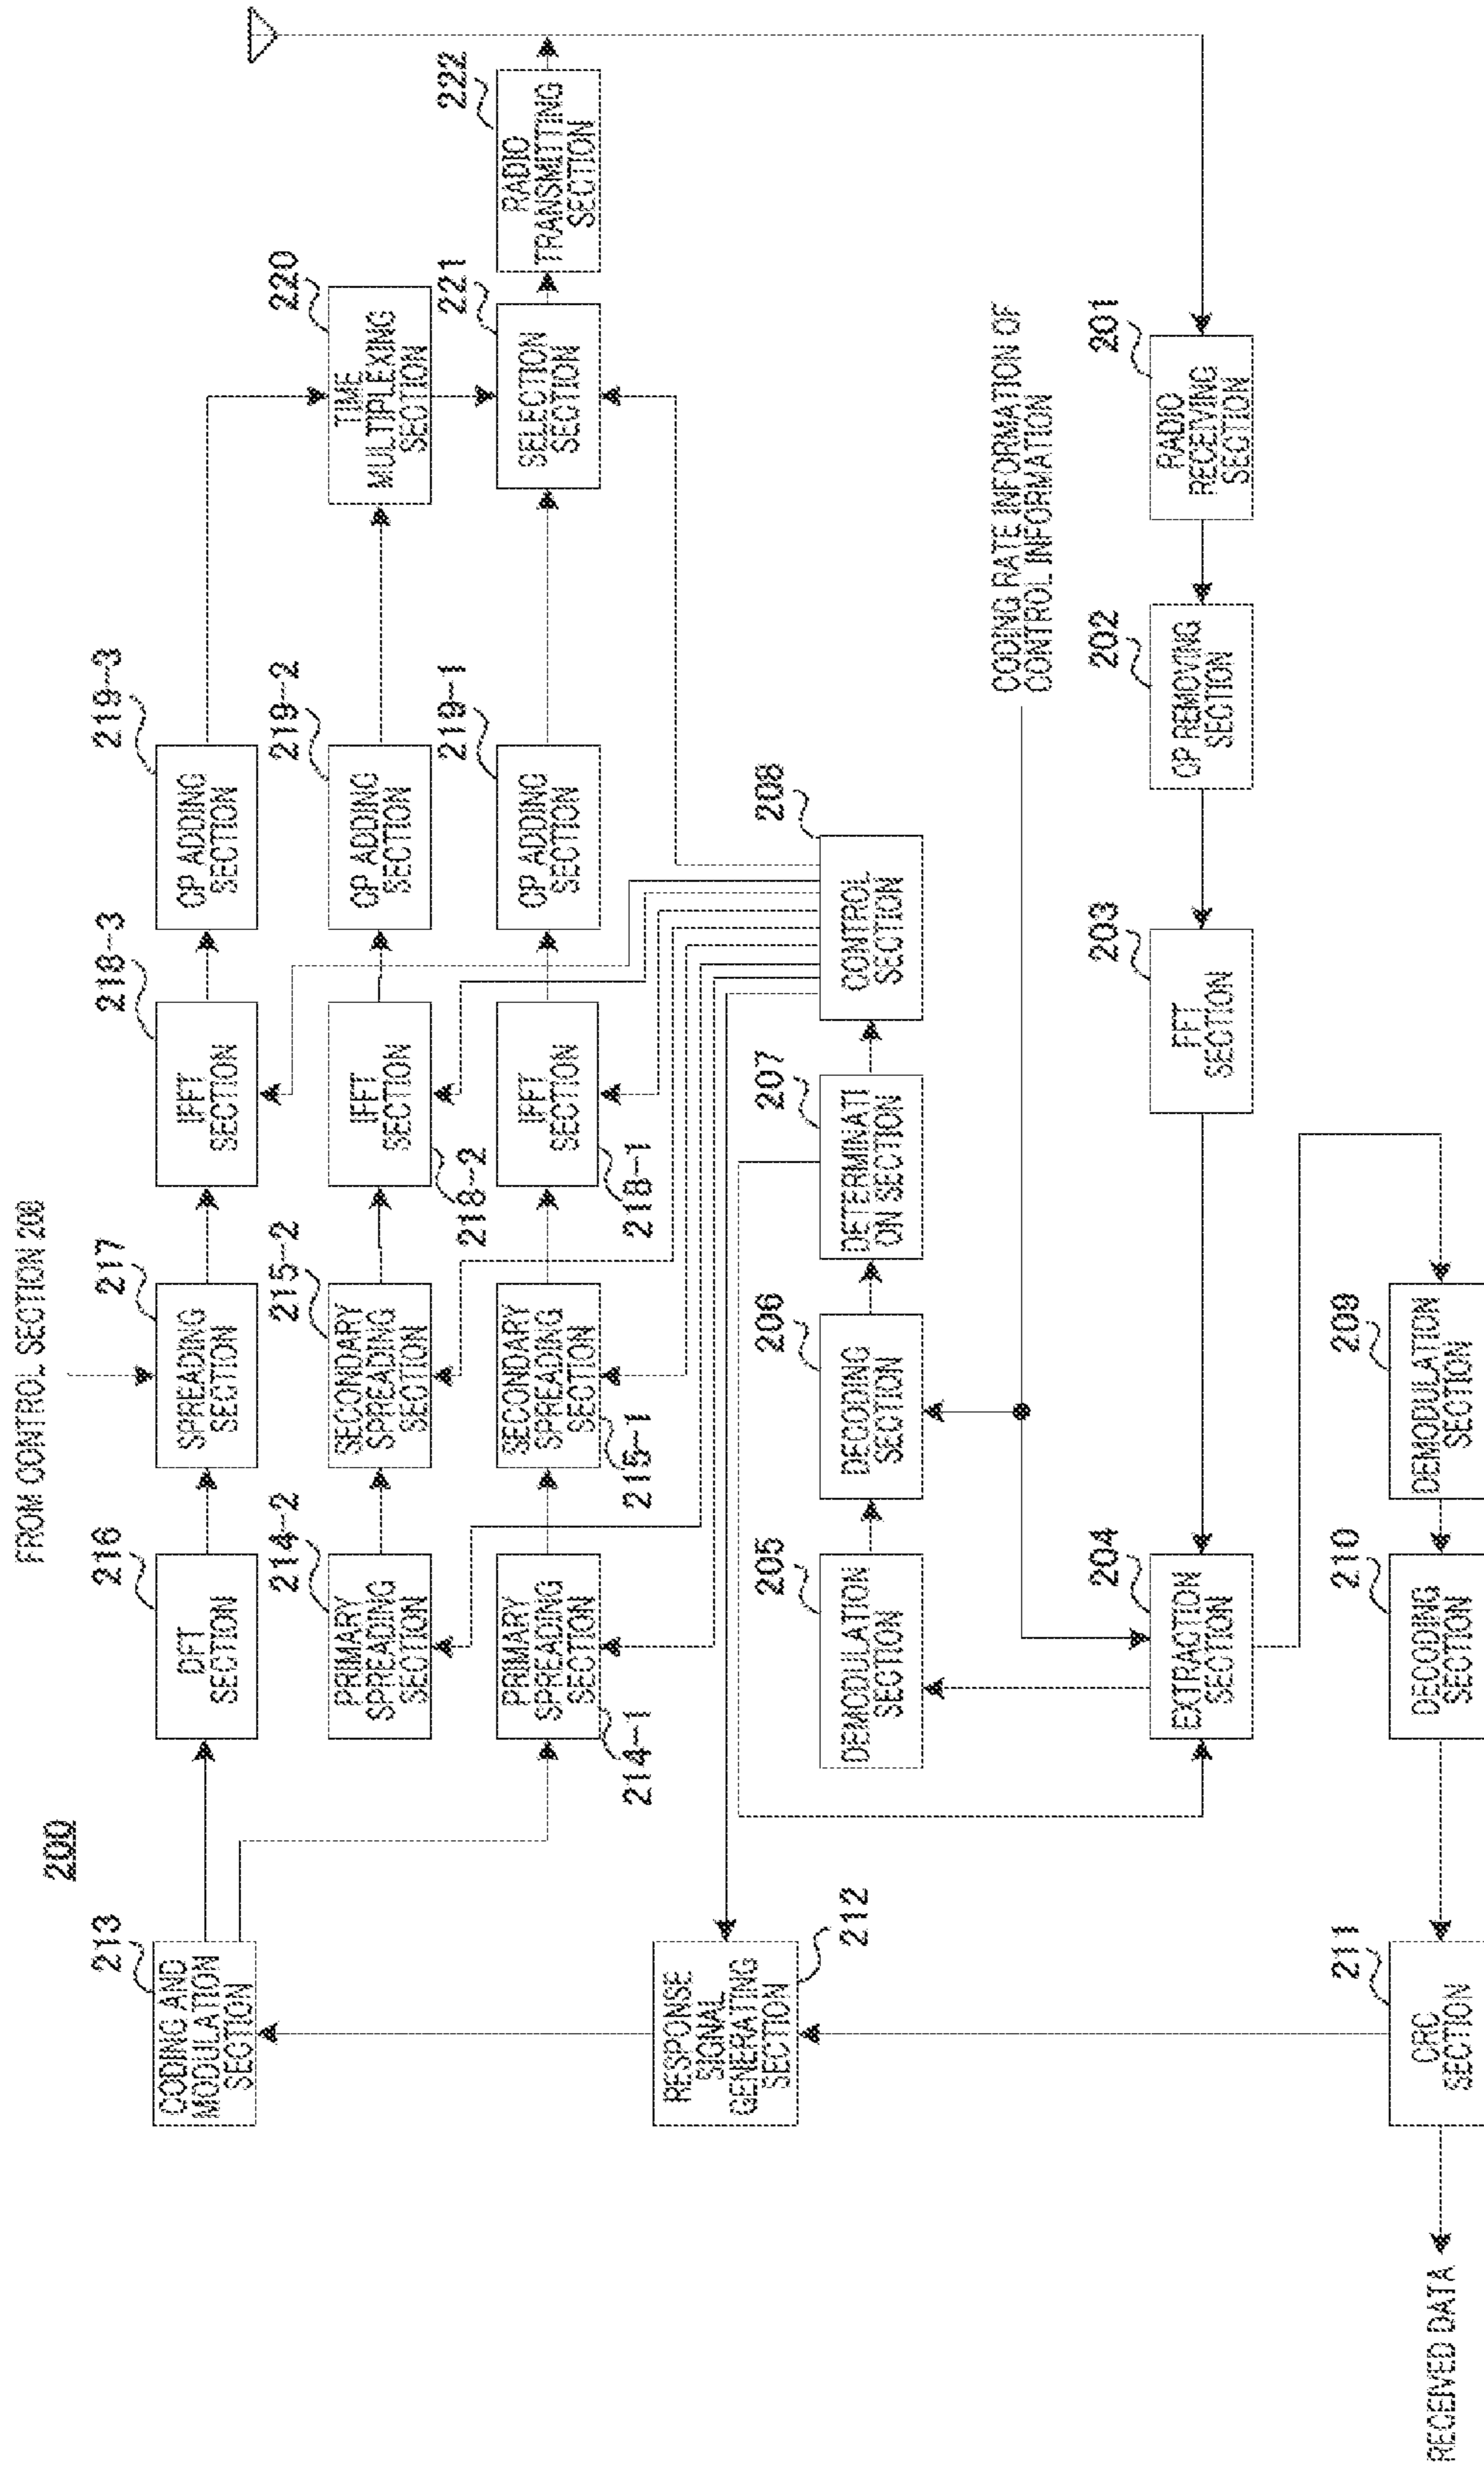 200
FROM CONTROL SECTION 208
213
CODING AND
MODULATION
SECTION
216
DFT
SECTION
217
SPREADING
SECTION
218-3
IFFT
SECTION
219-3
CP ADDING
SECTION
214-2
PRIMARY
SPREADING
SECTION
215-2
SECONDARY
SPREADING
SECTION
IFFT
SECTION
218-2
219-2
CP ADDING
SECTION
220
TIME
MULTIPLEXING
SECTION
PRIMARY
SPREADING
SECTION
214-1
SECONDARY
SPREADING
SECTION
215-1
IFFT
SECTION
218-1
219-1
CP ADDING
SECTION
221
SELECTION
SECTION
222
RADIO
TRANSMITTING
SECTION
RESPONSE
SIGNAL
GENERATING
SECTION
212
205
DEMODULATION
SECTION
206
DECODING
SECTION
207
DETERMINATI
ON SECTION
208
CONTROL
SECTION
CODING RATE INFORMATION OF
CONTROL INFORMATION
204
EXTRACTION
SECTION
203
FFT
SECTION
202
CP REMOVING
SECTION
201
RADIO
RECEIVING
SECTION
RECEIVED DATA
211
CRC
SECTION
210
DECODING
SECTION
209
DEMODULATION
SECTION